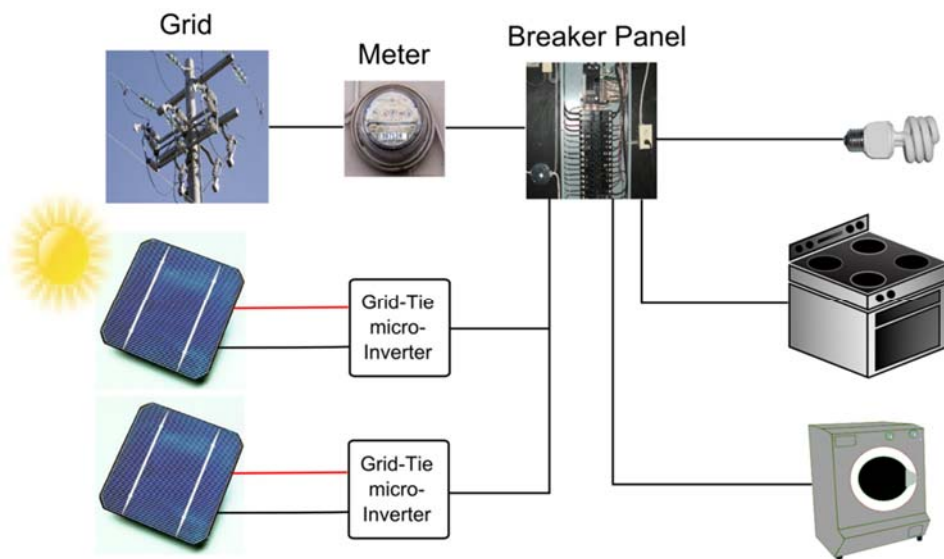 Grid
Meter
Breaker Panel
Grid-Tie
micro-
Inverter
Grid-Tie
micro-
Inverter